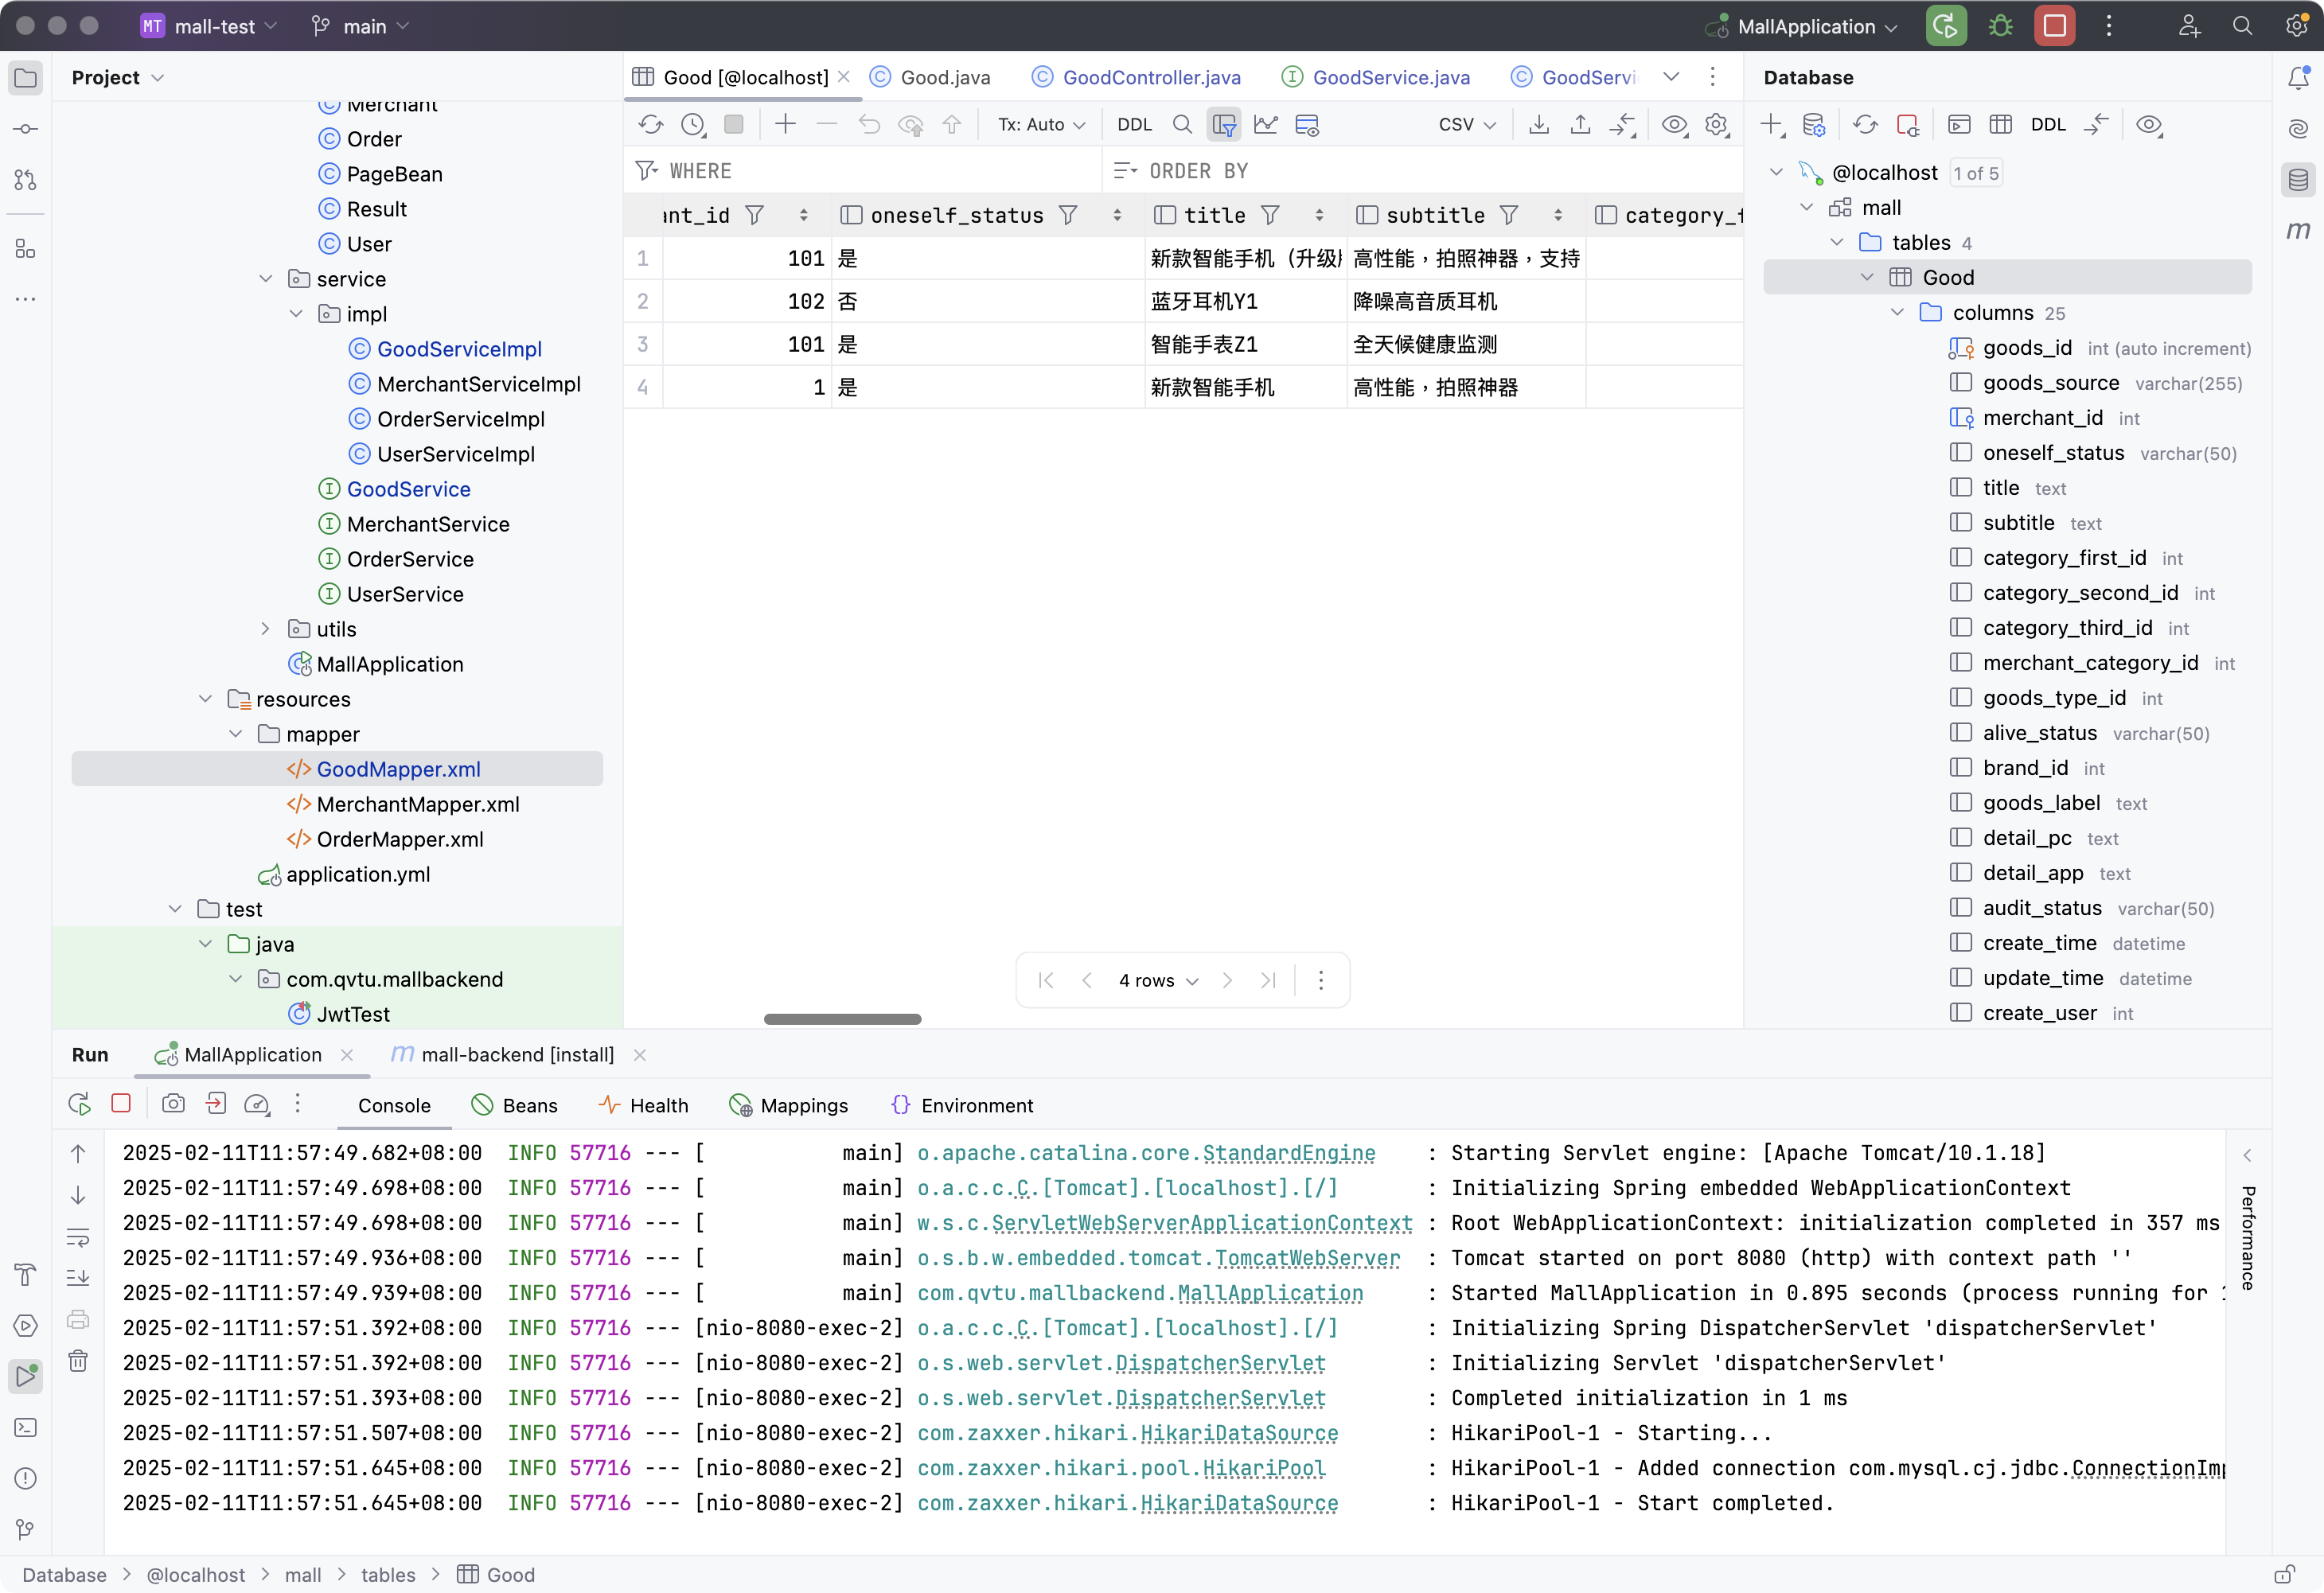 MT mall-test main MallApplication
Project
Merchant
Order
PageBean
Result
User
service
impl
GoodServiceImpl
MerchantServiceImpl
OrderServiceImpl
UserServiceImpl
GoodService
MerchantService
OrderService
UserService
utils
MallApplication
resources
mapper
GoodMapper.xml
MerchantMapper.xml
OrderMapper.xml
application.yml
test
java
com.qvtu.mallbackend
JwtTest
Good [@localhost] Good.java GoodController.java GoodService.java GoodServi
Tx: Auto DDL CSV
WHERE ORDER BY
ant_id oneself_status title subtitle category_f
1 101 是 新款智能手机（升级 高性能，拍照神器，支持
2 102 否 蓝牙耳机Y1 降噪高音质耳机
3 101 是 智能手表Z1 全天候健康监测
4 1 是 新款智能手机 高性能，拍照神器
4 rows
Database
DDL
@localhost 1 of 5
mall
tables 4
Good
columns 25
goods_id int (auto increment)
goods_source varchar(255)
merchant_id int
oneself_status varchar(50)
title text
subtitle text
category_first_id int
category_second_id int
category_third_id int
merchant_category_id int
goods_type_id int
alive_status varchar(50)
brand_id int
goods_label text
detail_pc text
detail_app text
audit_status varchar(50)
create_time datetime
update_time datetime
create_user int
m
Run MallApplication m mall-backend [install]
Console Beans Health Mappings Environment
2025-02-11T11:57:49.682+08:00 INFO 57716 --- [ main] o.apache.catalina.core.StandardEngine : Starting Servlet engine: [Apache Tomcat/10.1.18]
2025-02-11T11:57:49.698+08:00 INFO 57716 --- [ main] o.a.c.c.C.[Tomcat].[localhost].[/] : Initializing Spring embedded WebApplicationContext
2025-02-11T11:57:49.698+08:00 INFO 57716 --- [ main] w.s.c.ServletWebServerApplicationContext : Root WebApplicationContext: initialization completed in 357 ms
2025-02-11T11:57:49.936+08:00 INFO 57716 --- [ main] o.s.b.w.embedded.tomcat.TomcatWebServer : Tomcat started on port 8080 (http) with context path ''
2025-02-11T11:57:49.939+08:00 INFO 57716 --- [ main] com.qvtu.mallbackend.MallApplication : Started MallApplication in 0.895 seconds (process running for
2025-02-11T11:57:51.392+08:00 INFO 57716 --- [nio-8080-exec-2] o.a.c.c.C.[Tomcat].[localhost].[/] : Initializing Spring DispatcherServlet 'dispatcherServlet'
2025-02-11T11:57:51.392+08:00 INFO 57716 --- [nio-8080-exec-2] o.s.web.servlet.DispatcherServlet : Initializing Servlet 'dispatcherServlet'
2025-02-11T11:57:51.393+08:00 INFO 57716 --- [nio-8080-exec-2] o.s.web.servlet.DispatcherServlet : Completed initialization in 1 ms
2025-02-11T11:57:51.507+08:00 INFO 57716 --- [nio-8080-exec-2] com.zaxxer.hikari.HikariDataSource : HikariPool-1 - Starting...
2025-02-11T11:57:51.645+08:00 INFO 57716 --- [nio-8080-exec-2] com.zaxxer.hikari.pool.HikariPool : HikariPool-1 - Added connection com.mysql.cj.jdbc.ConnectionImp
2025-02-11T11:57:51.645+08:00 INFO 57716 --- [nio-8080-exec-2] com.zaxxer.hikari.HikariDataSource : HikariPool-1 - Start completed.
Performance
Database > @localhost > mall > tables > Good